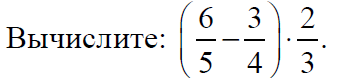 Вычислите: (6/5 − 3/4) · 2/3.